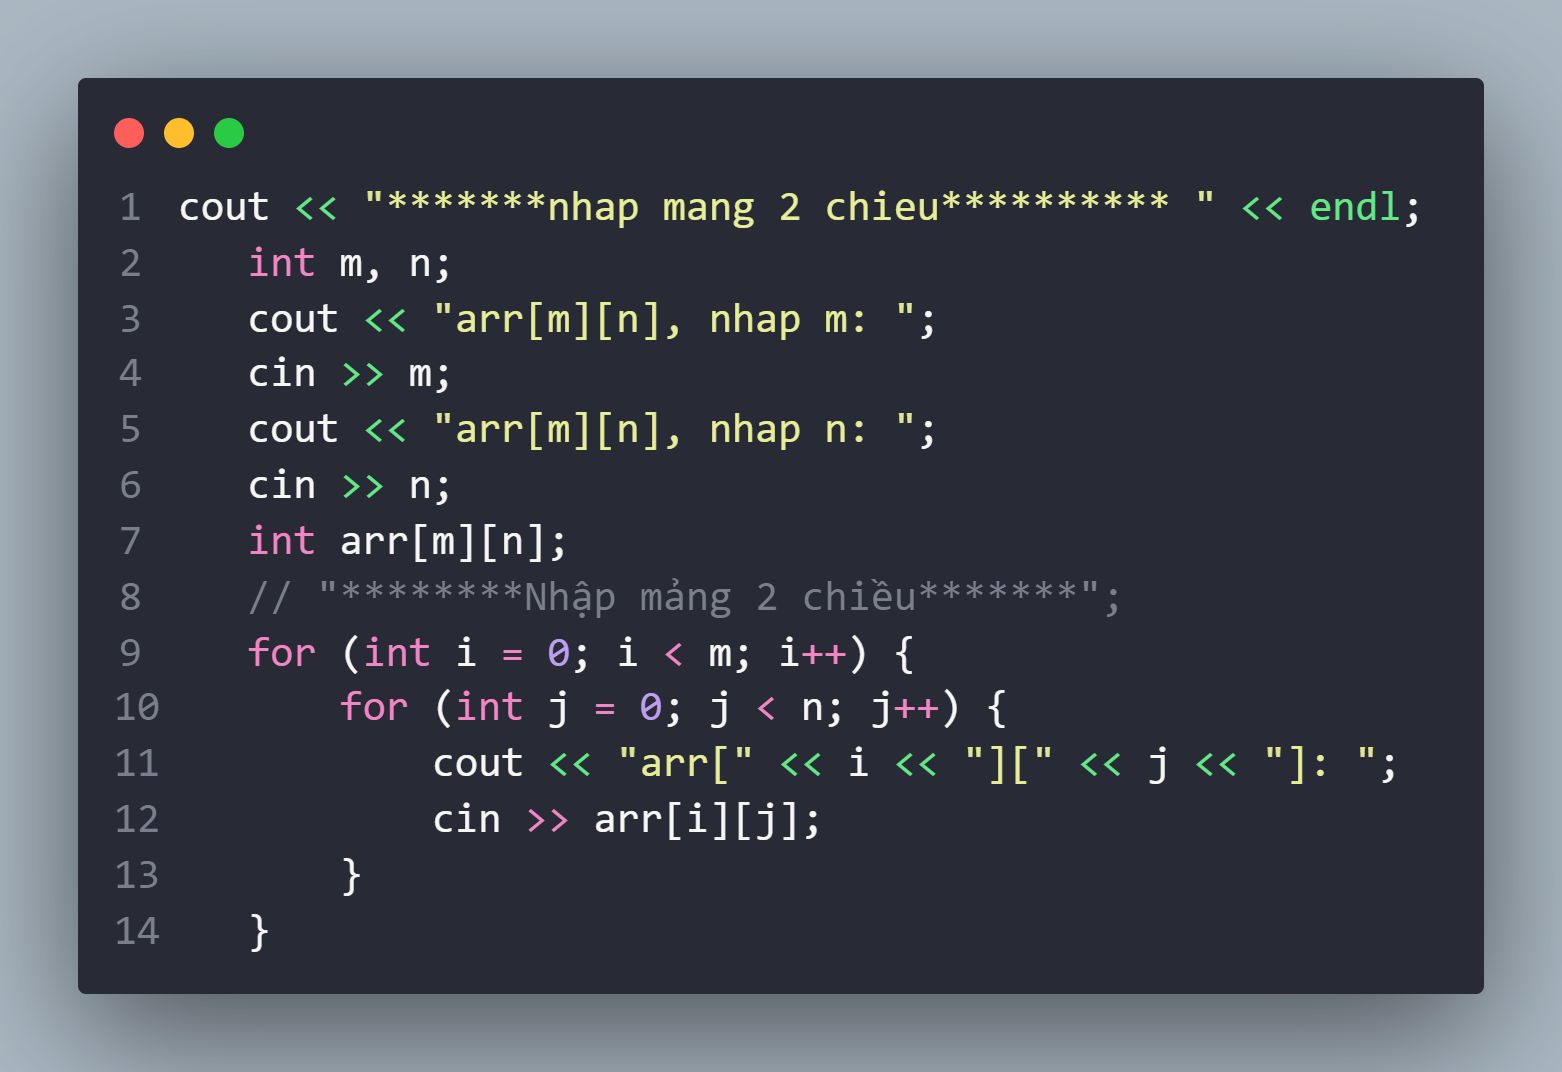 1 cout << "*******nhap mang 2 chieu********** " << endl;
2    int m, n;
3    cout << "arr[m][n], nhap m: ";
4    cin >> m;
5    cout << "arr[m][n], nhap n: ";
6    cin >> n;
7    int arr[m][n];
8    // "********Nhập mảng 2 chiều*******";
9    for (int i = 0; i < m; i++) {
10        for (int j = 0; j < n; j++) {
11            cout << "arr[" << i << "][" << j << "]: ";
12            cin >> arr[i][j];
13        }
14    }